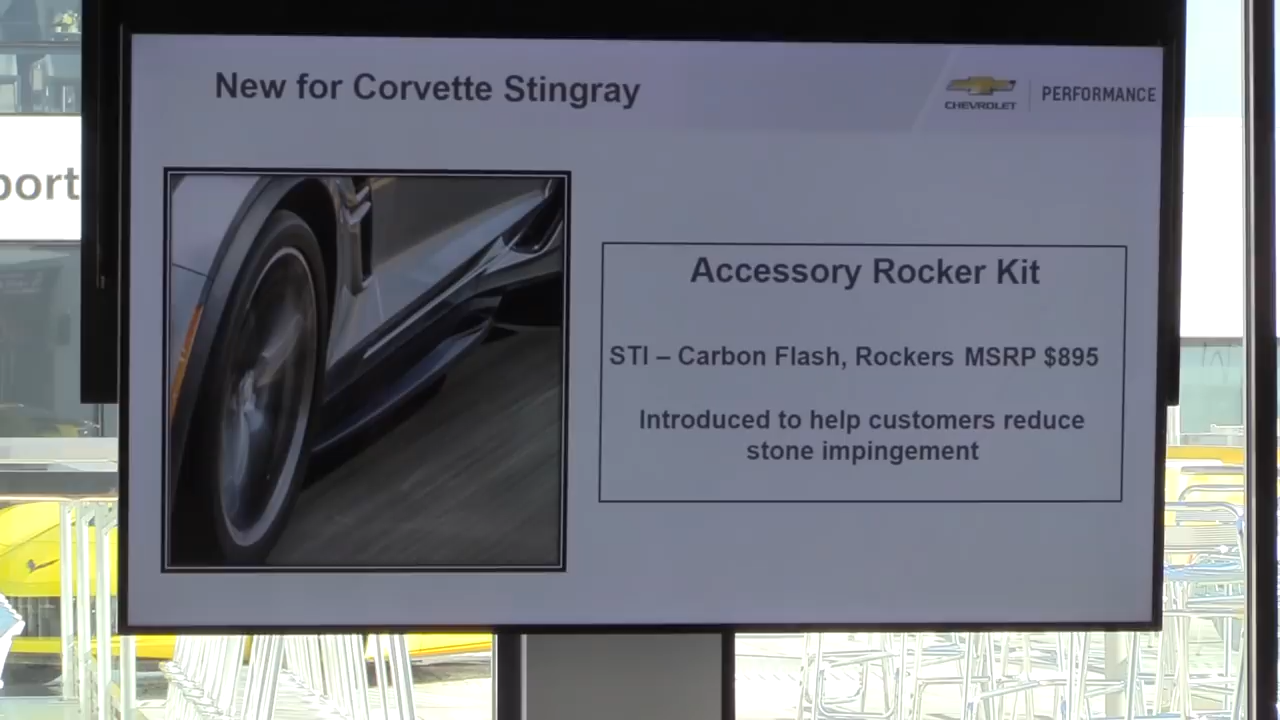 New for Corvette Stingray
CHEVROLET
PERFORMANCE
port
Accessory Rocker Kit
STI – Carbon Flash, Rockers MSRP $895
Introduced to help customers reduce
stone impingement